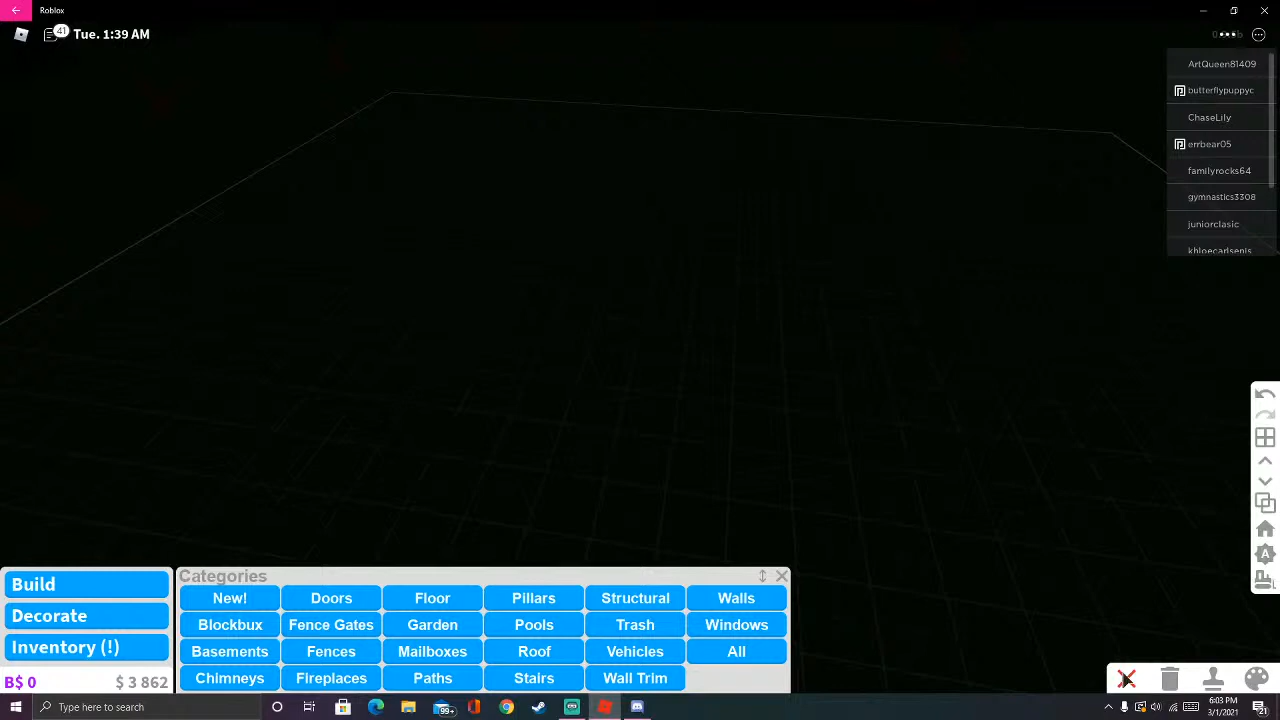 Roblox
41
Tue. 1:39 AM
ArtQueen81409
butterflypuppyc
ChaseLily
errbear05
familyrocks64
gymnastics3308
juniorclasic
khloecarlsenls
Build
Decorate
Inventory (!)
B$ 0
$ 3 862
Categories
New!
Doors
Floor
Pillars
Structural
Walls
Blockbux
Fence Gates
Garden
Pools
Trash
Windows
Basements
Fences
Mailboxes
Roof
Vehicles
All
Chimneys
Fireplaces
Paths
Stairs
Wall Trim
Type here to search
99+
6:03 PM
3/1/2021